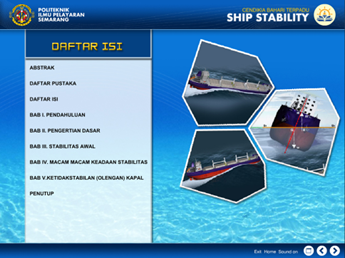 POLITEKNIK
ILMU PELAYARAN
SEMARANG
CENDIKIA BAHARI TERPADU
SHIP STABILITY
DAFTAR ISI
ABSTRAK
DAFTAR PUSTAKA
DAFTAR ISI
BAB I. PENDAHULUAN
BAB II. PENGERTIAN DASAR
BAB III. STABILITAS AWAL
BAB IV. MACAM MACAM KEADAAN STABILITAS
BAB V.KETIDAKSTABILAN (OLENGAN) KAPAL
PENUTUP
Exit Home Sound on